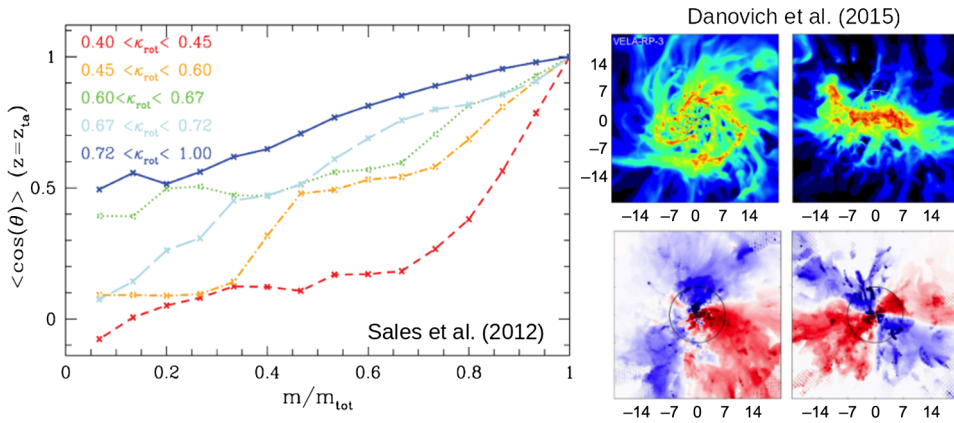 Danovich et al. (2015)
0.40 <κrot< 0.45
0.45 <κrot< 0.60
0.60<κrot< 0.67
0.67 <κrot< 0.72
0.72 <κrot< 1.00
1
0.5
0
<cos(θ)> (z=zta)
Sales et al. (2012)
0 0.2 0.4 0.6 0.8 1
m/mtot
VELA-RP-3
14
7
0
−7
−14
−14 −7 0 7 14
−14 −7 0 7 14
−14 −7 0 7 14
−14 −7 0 7 14